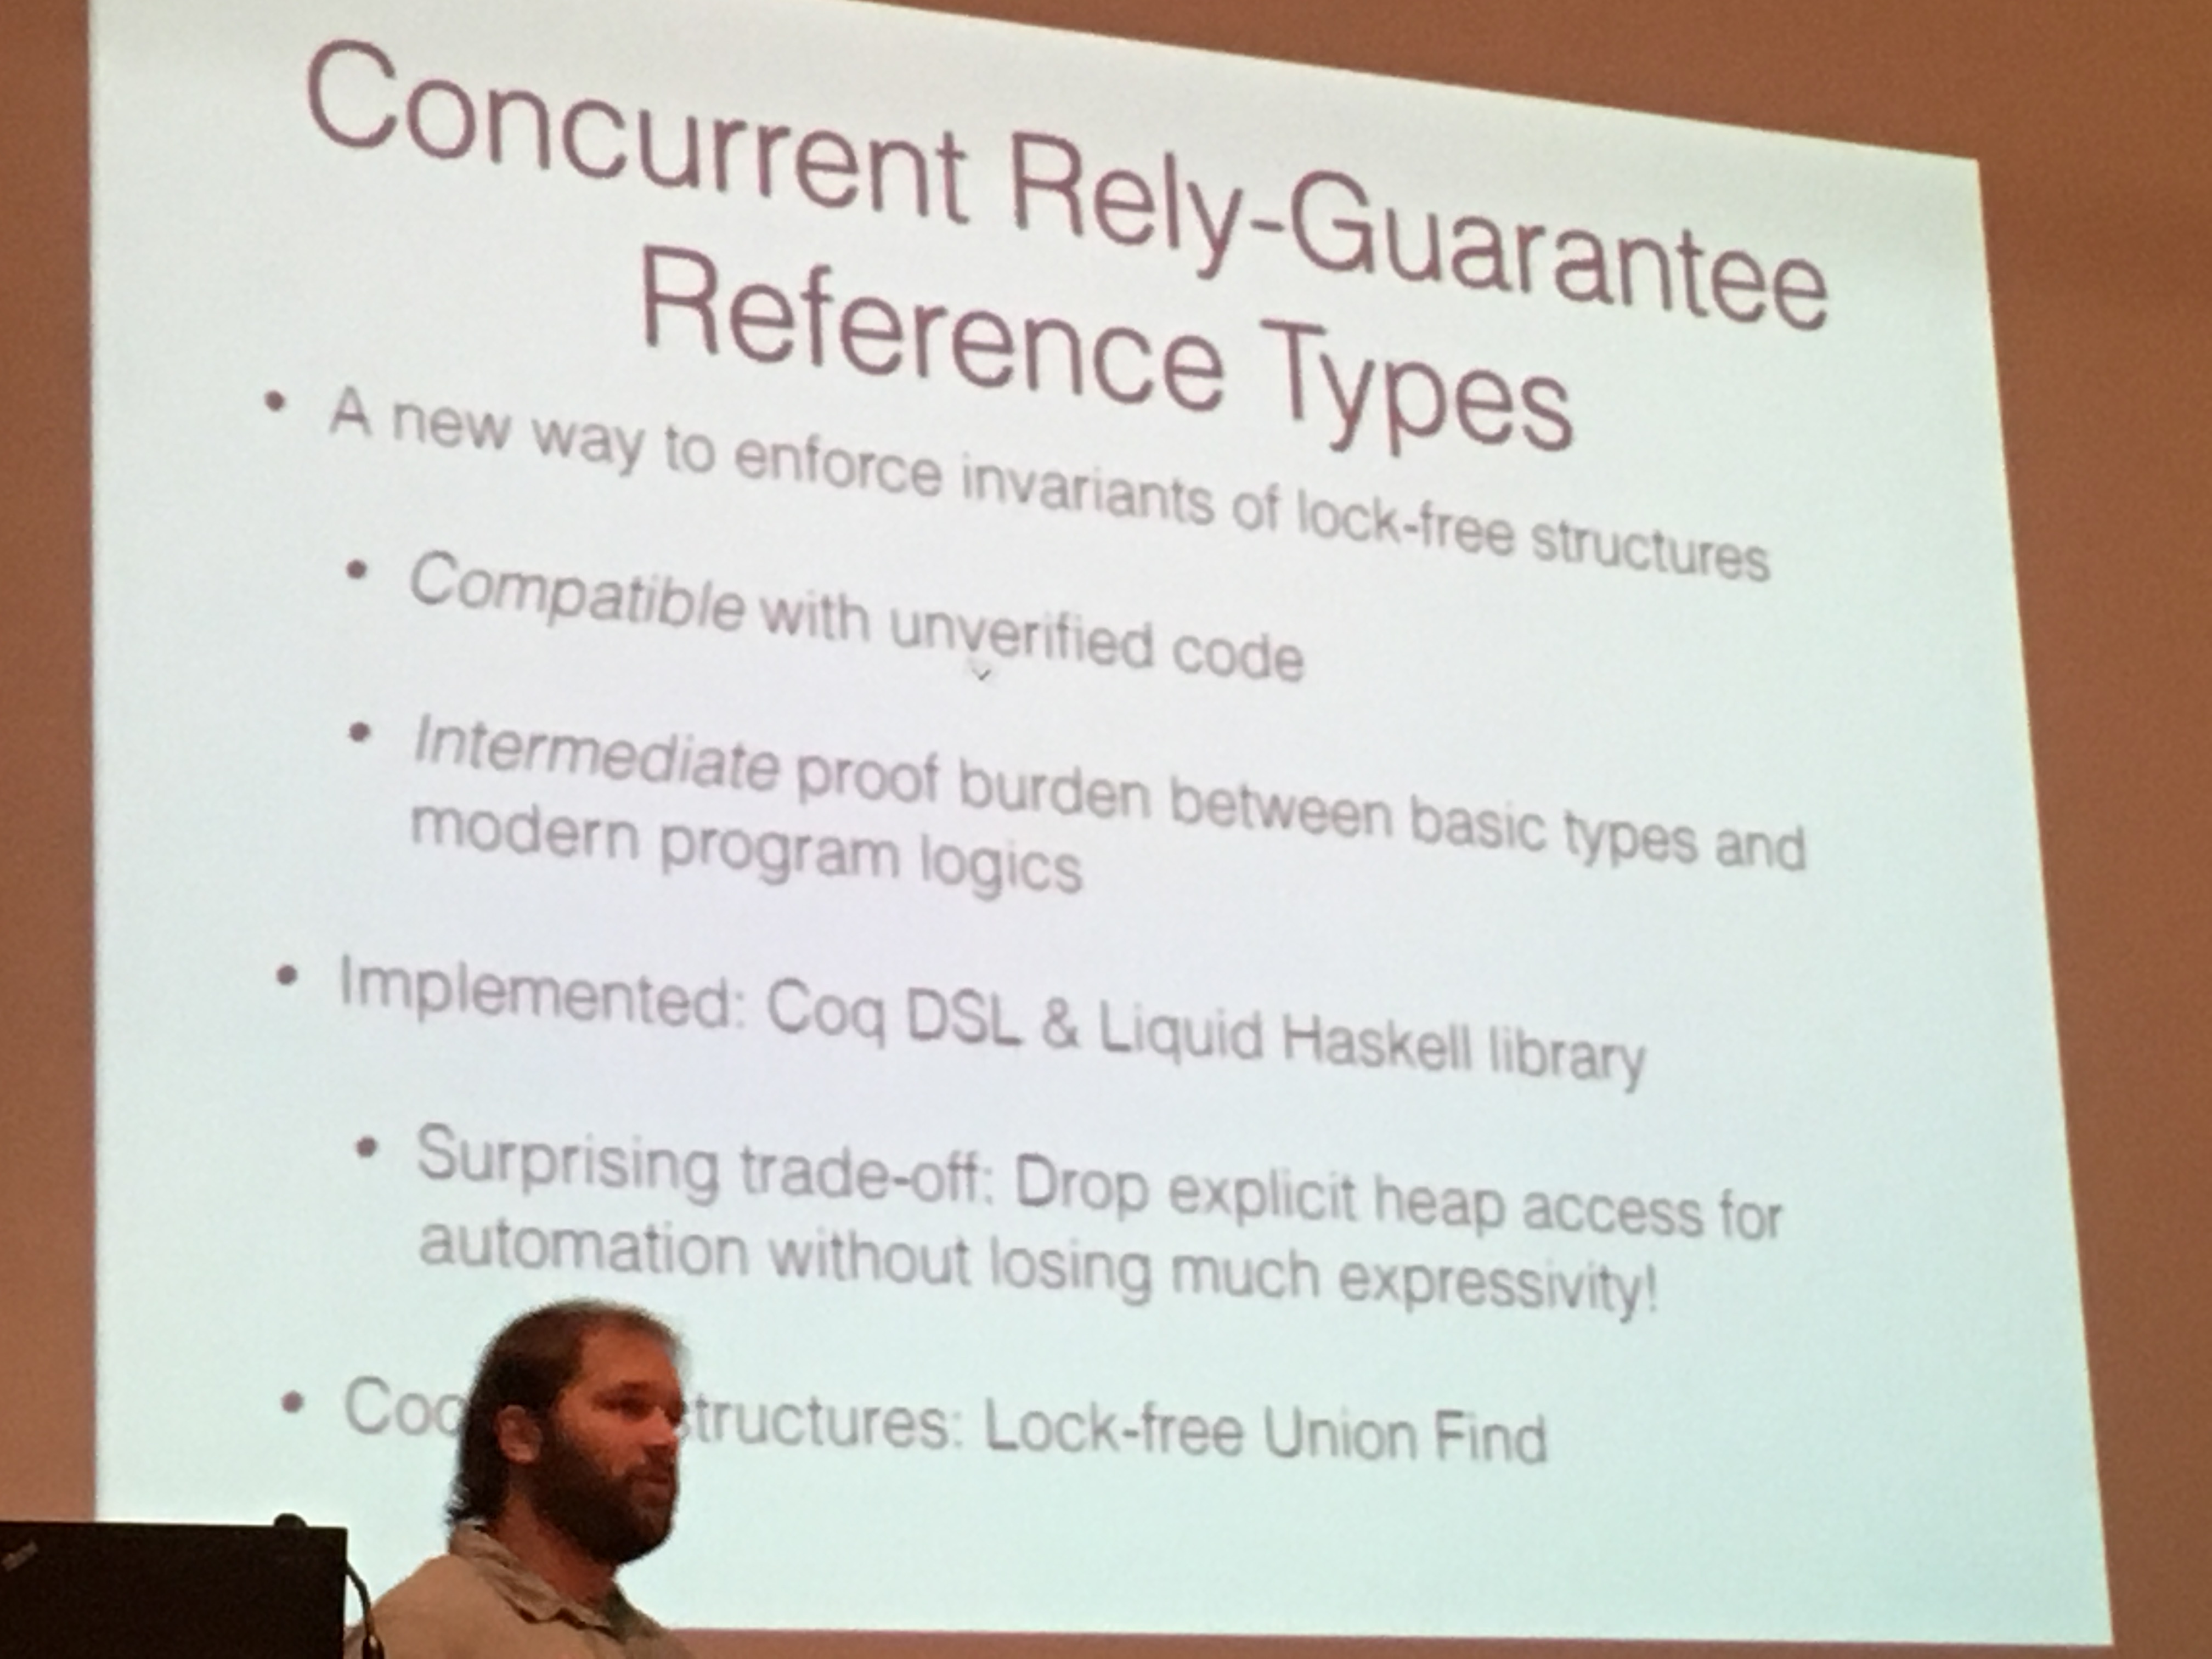 Concurrent Rely-Guarantee
Reference Types
• A new way to enforce invariants of lock-free structures
• Compatible with unverified code
• Intermediate proof burden between basic types and
modern program logics
• Implemented: Coq DSL & Liquid Haskell library
• Surprising trade-off: Drop explicit heap access for
automation without losing much expressivity!
• structures: Lock-free Union Find